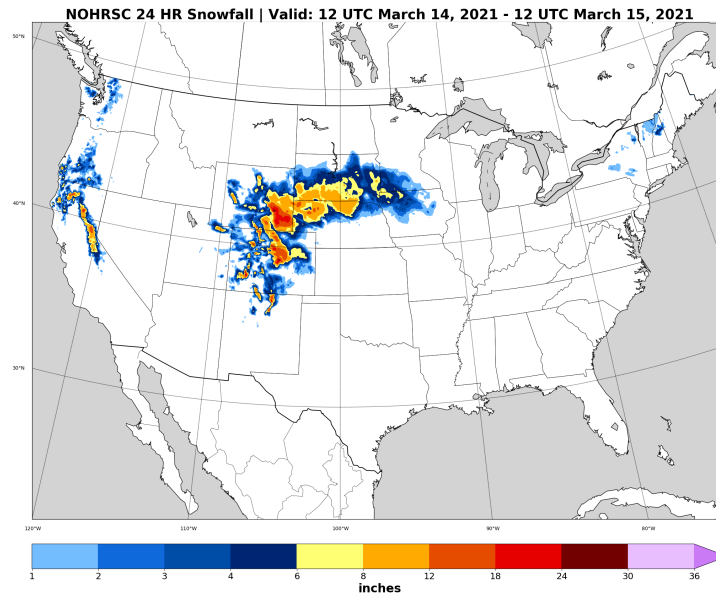 NOHRSC 24 HR Snowfall | Valid: 12 UTC March 14, 2021 - 12 UTC March 15, 2021
50°N
40°N
30°N
120°W 110°W 100°W 90°W 80°W
1 2 3 4 6 8 12 18 24 30 36
inches